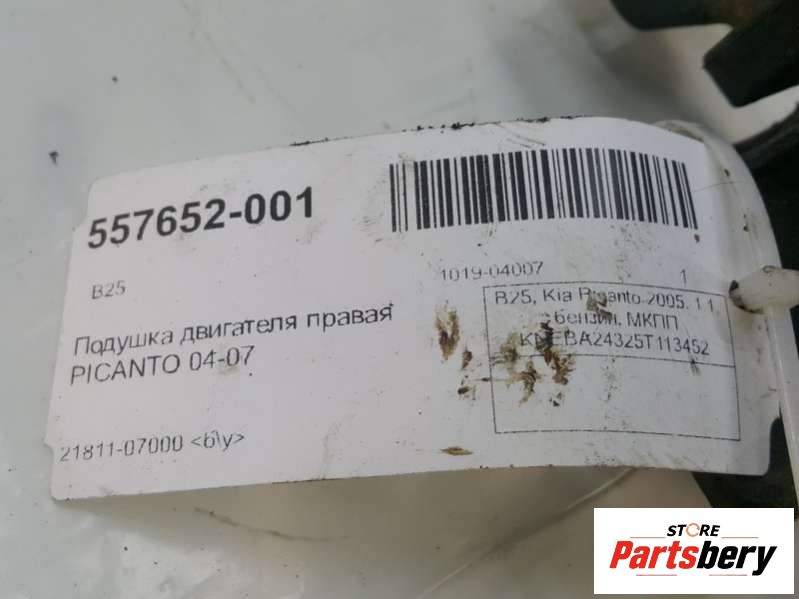 557652-001
B25
Подушка двигателя правая
PICANTO 04-07
21811-07000 <б\у>
1019-04007 1
B25, Kia Picanto 2005. 1.1,
бензин, МКПП
STORE
Partsbery